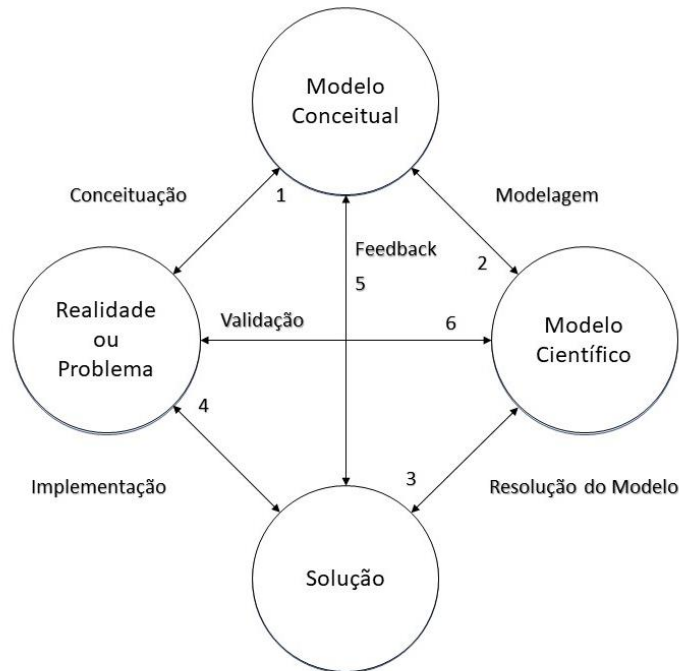 Modelo
Conceitual
Conceituação
1
Modelagem
Feedback
5
2
Realidade
ou
Problema
Validação
6
Modelo
Científico
4
Implementação
3
Resolução do Modelo
Solução